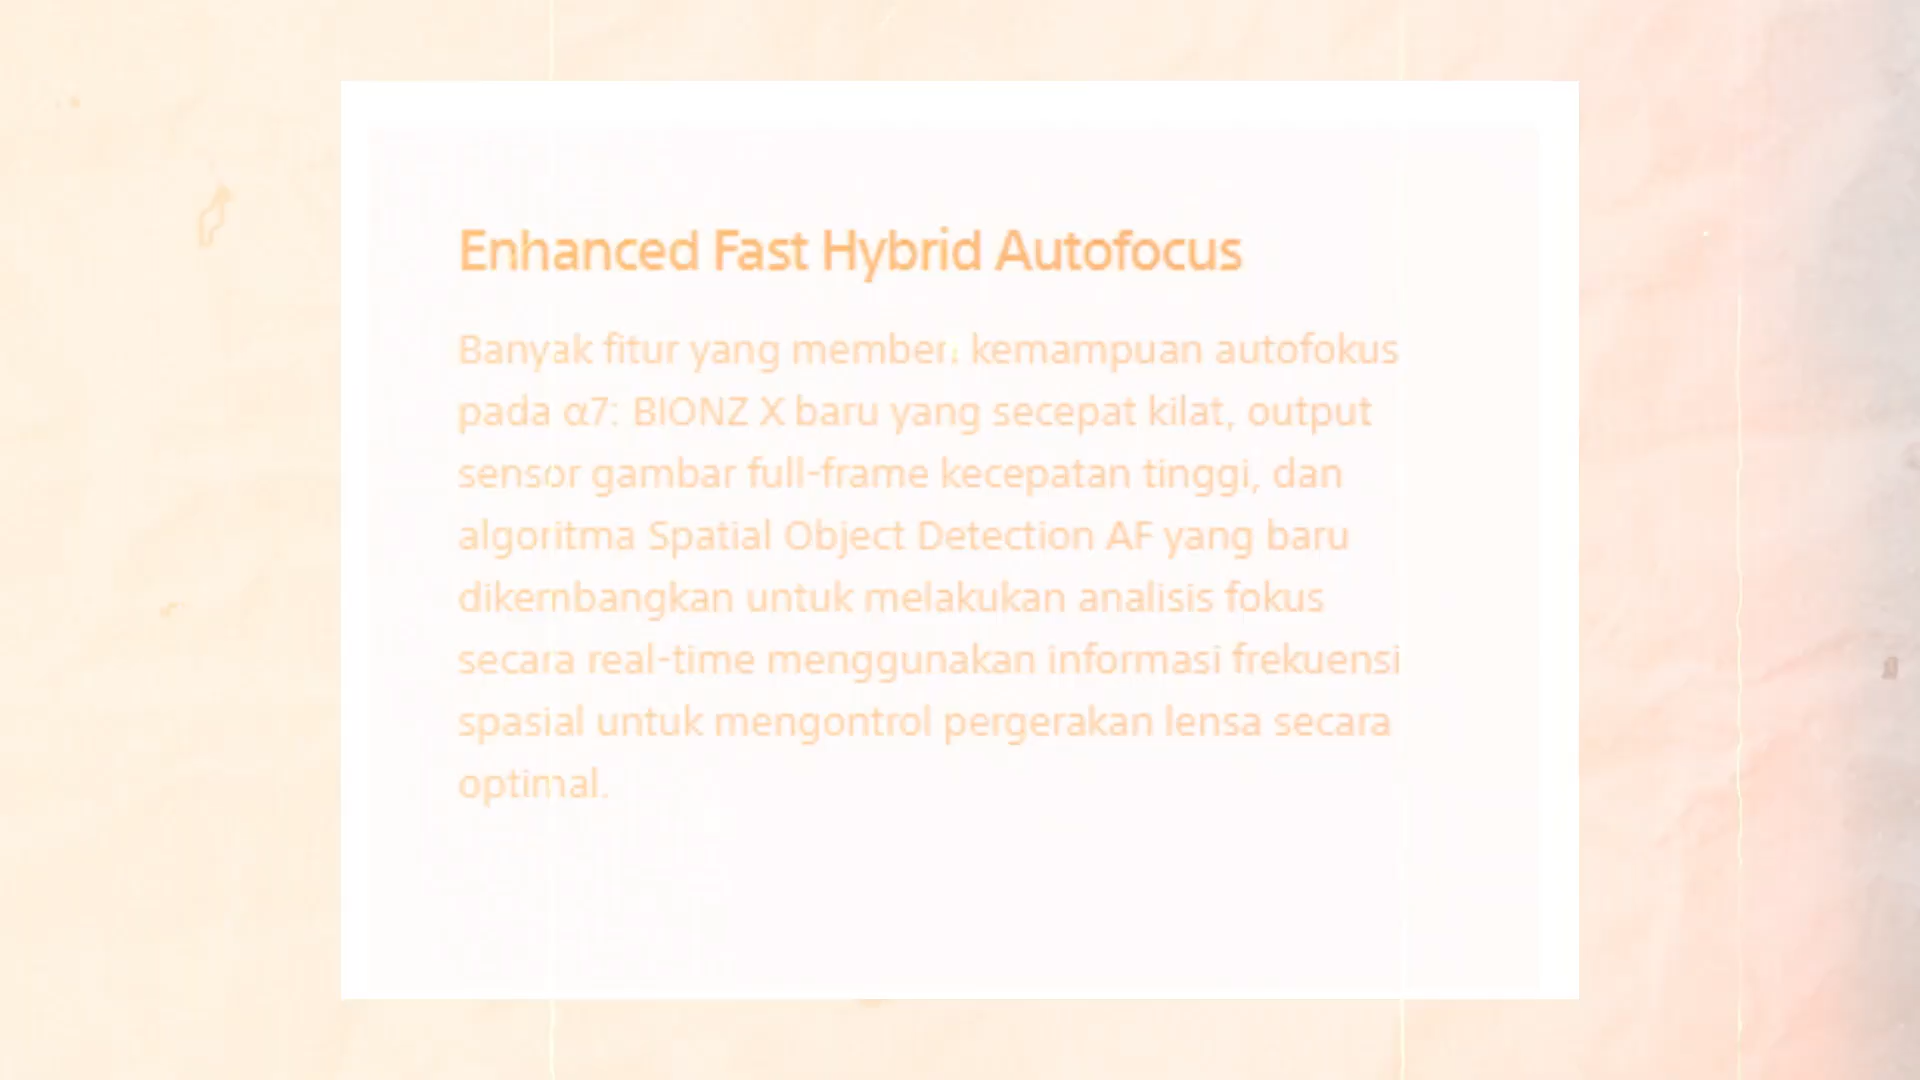 Enhanced Fast Hybrid Autofocus
Banyak fitur yang memberi kemampuan autofokus
pada α7: BIONZ X baru yang secepat kilat, output
sensor gambar full-frame kecepatan tinggi, dan
algoritma Spatial Object Detection AF yang baru
dikembangkan untuk melakukan analisis fokus
secara real-time menggunakan informasi frekuensi
spasial untuk mengontrol pergerakan lensa secara
optimal.